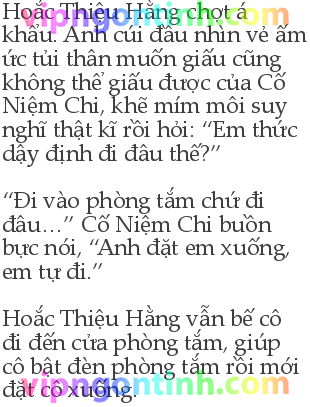 Hoắc Thiệu Hằng chợt á
khẩu. Anh cúi đầu nhìn vẻ ấm
ức tủi thân muốn giấu cũng
không thể giấu được của Cố
Niệm Chi, khẽ mím môi suy
nghĩ thật kĩ rồi hỏi: “Em thức
dậy định đi đâu thế?”
“Đi vào phòng tắm chứ đi
đâu…” Cố Niệm Chi buồn
bực nói, “Anh đặt em xuống,
em tự đi.”
Hoắc Thiệu Hằng vẫn bế cô
đi đến cửa phòng tắm, giúp
cô bật đèn phòng tắm rồi mới
đặt cô xuống.
vipngontinh.com
vipngontinh.com